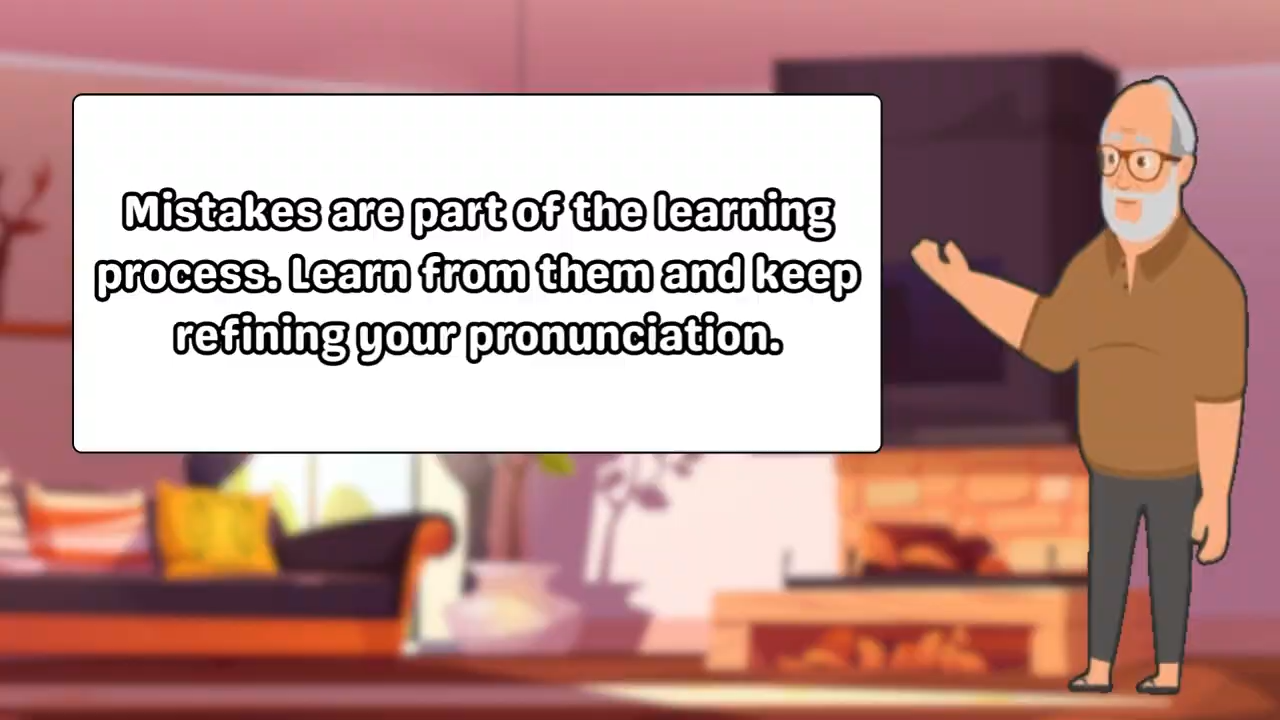 Mistakes are part of the learning
process. Learn from them and keep
refining your pronunciation.